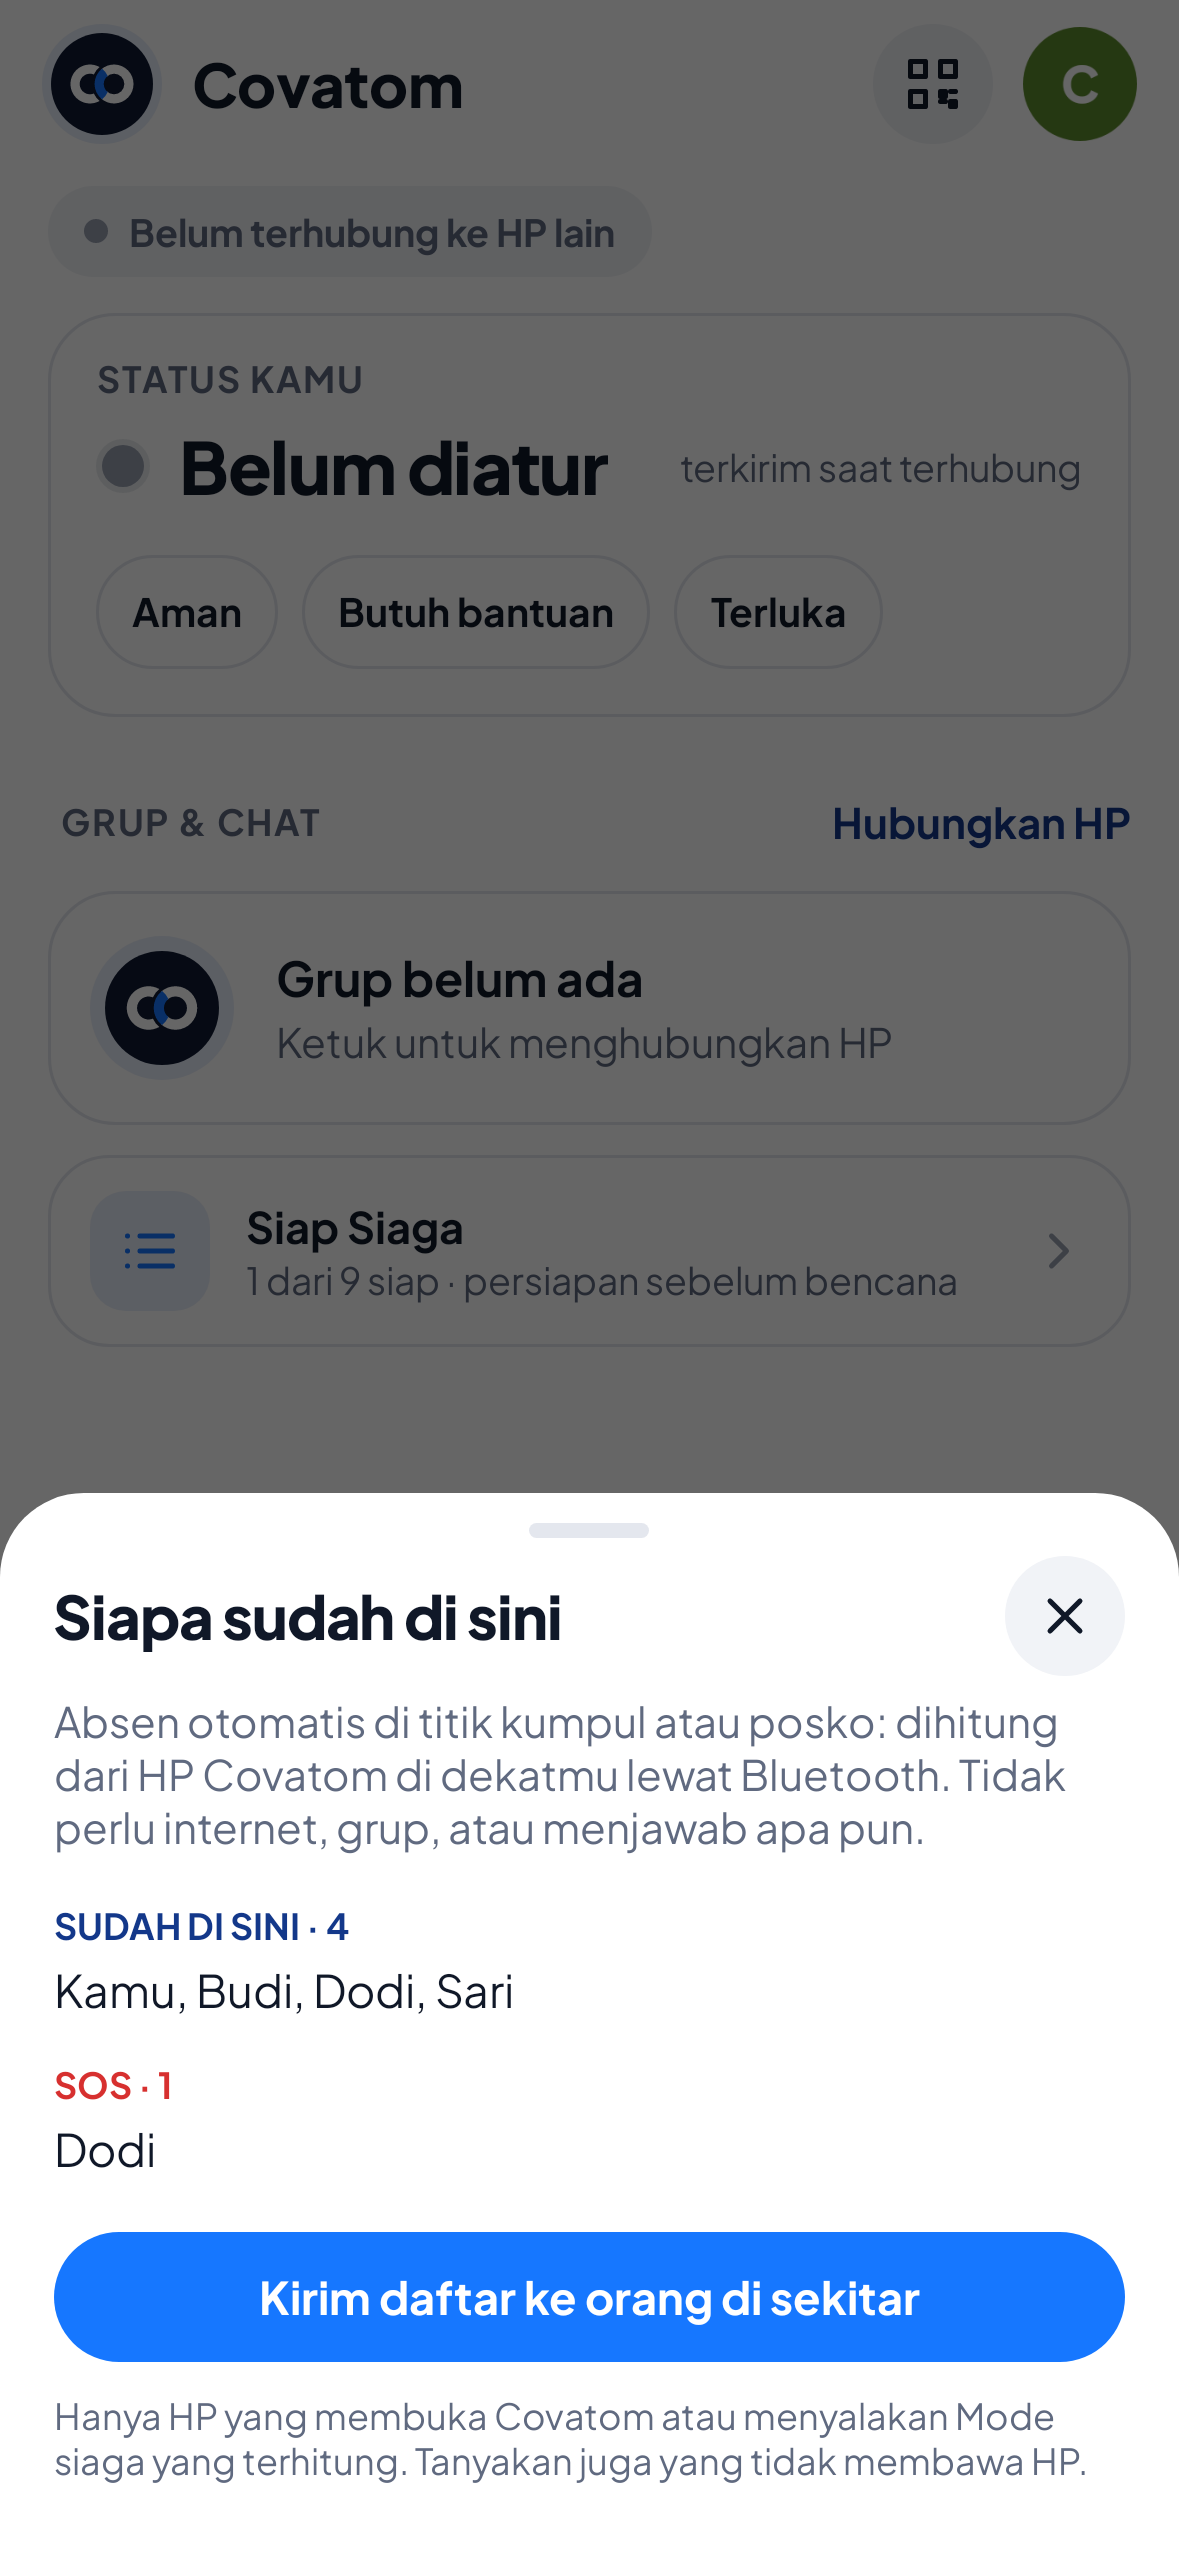 Covatom
C
Belum terhubung ke HP lain
STATUS KAMU
Belum diatur
terkirim saat terhubung
Aman
Butuh bantuan
Terluka
GRUP & CHAT
Hubungkan HP
Grup belum ada
Ketuk untuk menghubungkan HP
Siap Siaga
1 dari 9 siap · persiapan sebelum bencana
Siapa sudah di sini
Absen otomatis di titik kumpul atau posko: dihitung
dari HP Covatom di dekatmu lewat Bluetooth. Tidak
perlu internet, grup, atau menjawab apa pun.
SUDAH DI SINI · 4
Kamu, Budi, Dodi, Sari
SOS · 1
Dodi
Kirim daftar ke orang di sekitar
Hanya HP yang membuka Covatom atau menyalakan Mode
siaga yang terhitung. Tanyakan juga yang tidak membawa HP.